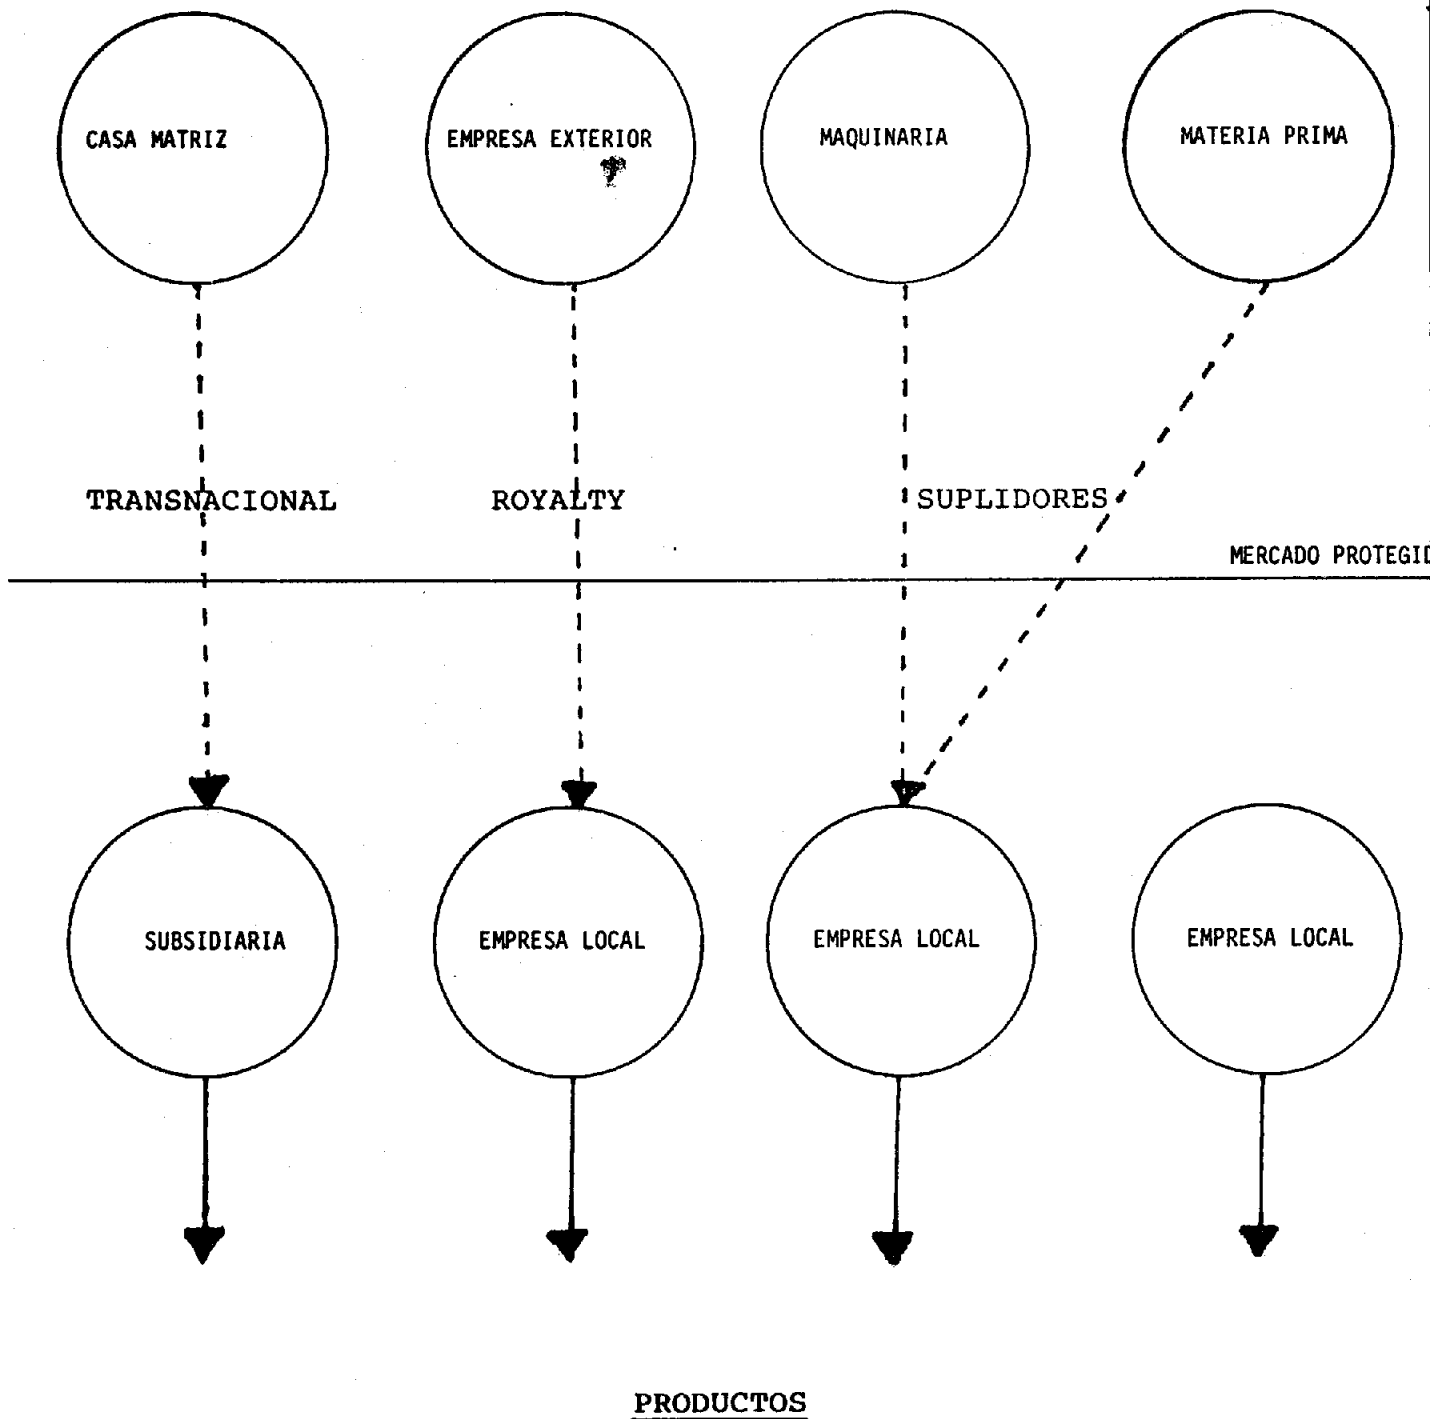 CASA MATRIZ
EMPRESA EXTERIOR
MAQUINARIA
MATERIA PRIMA
TRANSNACIONAL
ROYALTY
SUPLIDORES
MERCADO PROTEGID
SUBSIDIARIA
EMPRESA LOCAL
EMPRESA LOCAL
EMPRESA LOCAL
PRODUCTOS